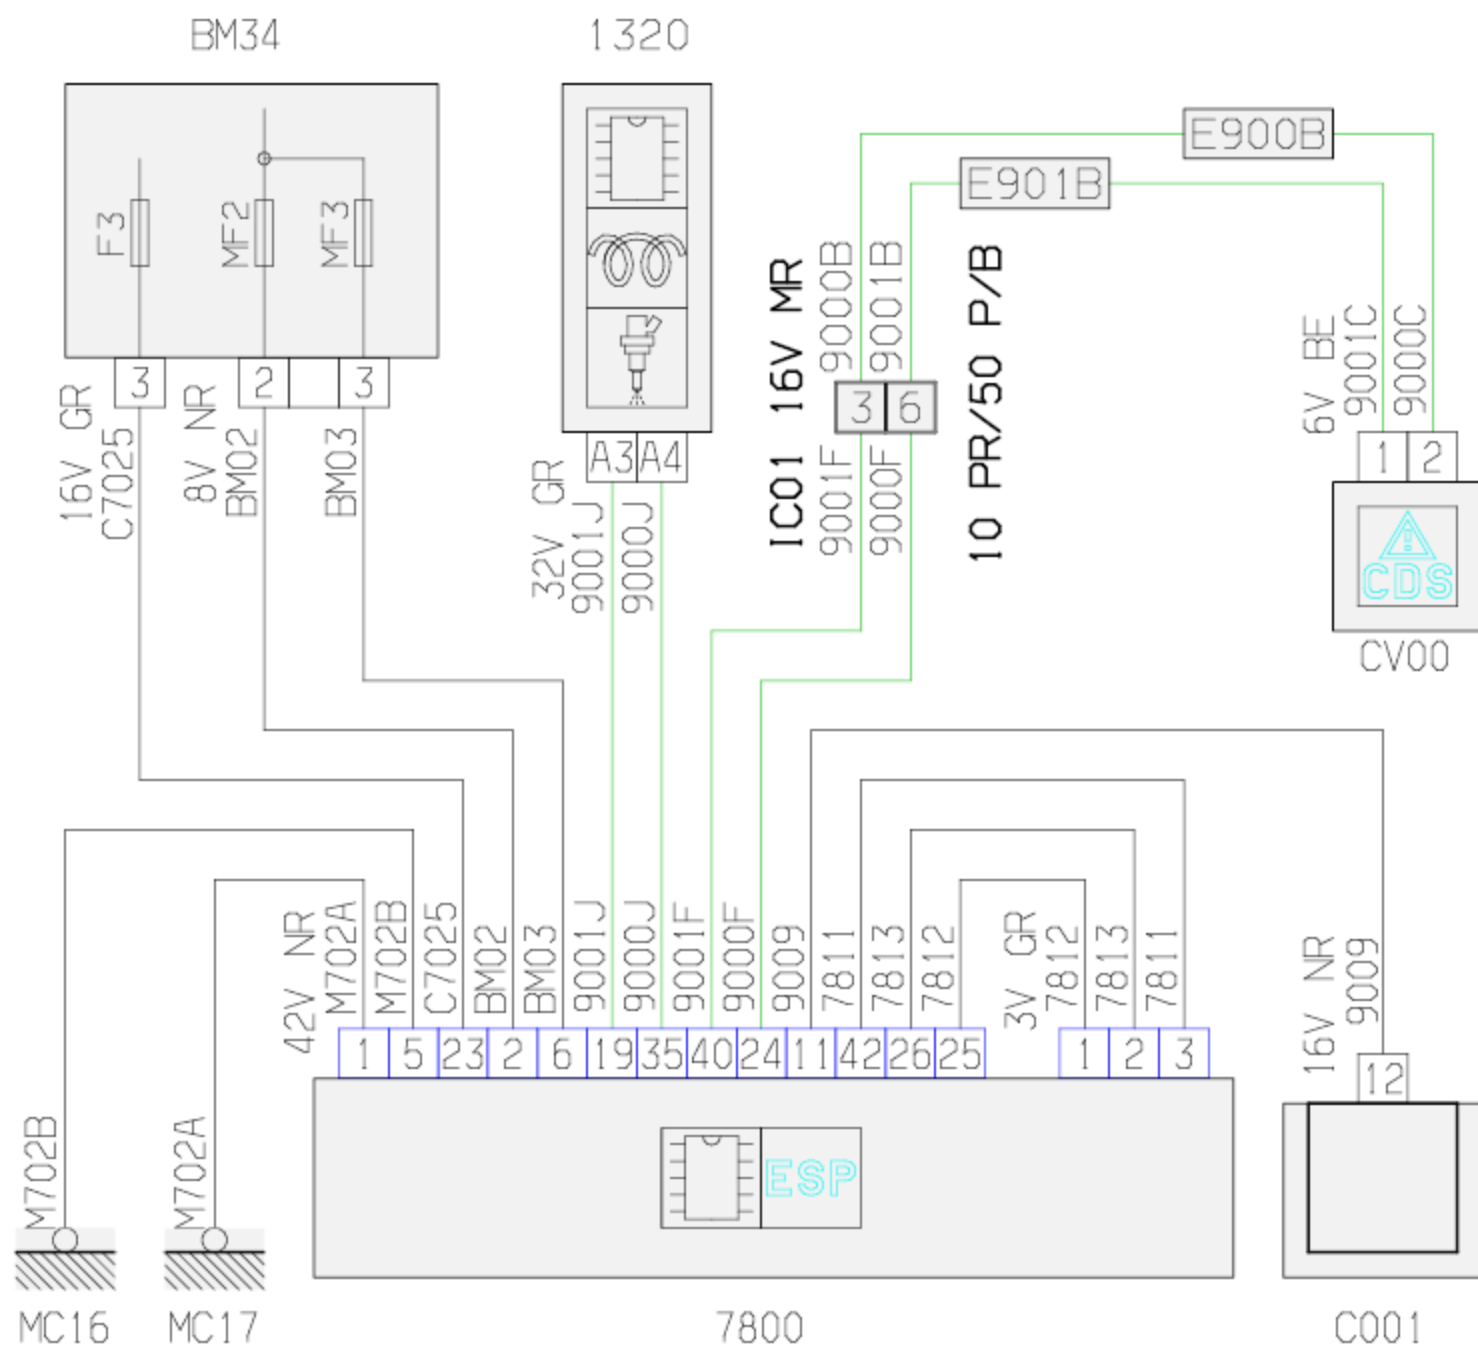 BM34
1320
E900B
E901B
F3
MF2
MF3
3
2
3
16V GR
C7025
8V NR
BM02
BM03
A3
A4
32V GR
9001J
9000J
IC01 16V MR
9000B
9001B
3
6
9001F
9000F
10 PR/50 P/B
6V BE
9001C
9000C
1
2
CDS
CV00
42V NR
M702A
M702B
C7025
BM02
BM03
9001J
9000J
9001F
9000F
9009
7811
7813
7812
3V GR
7812
7813
7811
16V NR
9009
1
5
23
2
6
19
35
40
24
11
42
26
25
1
2
3
12
M702B
M702A
ESP
MC16
MC17
7800
C001